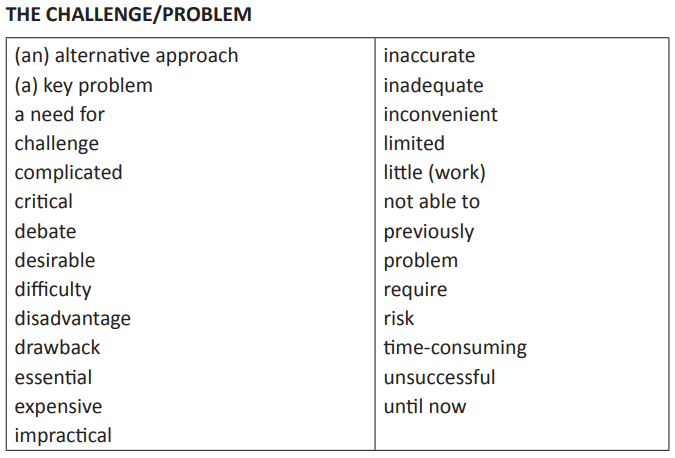 THE CHALLENGE/PROBLEM
(an) alternative approach
(a) key problem
a need for
challenge
complicated
critical
debate
desirable
difficulty
disadvantage
drawback
essential
expensive
impractical
inaccurate
inadequate
inconvenient
limited
little (work)
not able to
previously
problem
require
risk
time-consuming
unsuccessful
until now